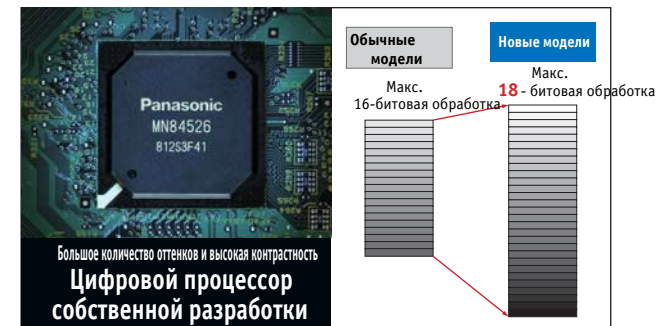 Panasonic
MN84526
812S3F41
Большое количество оттенков и высокая контрастность
Цифровой процессор
собственной разработки
Обычные
модели
Макс.
16-битовая обработка
Новые модели
Макс.
18 - битовая обработка